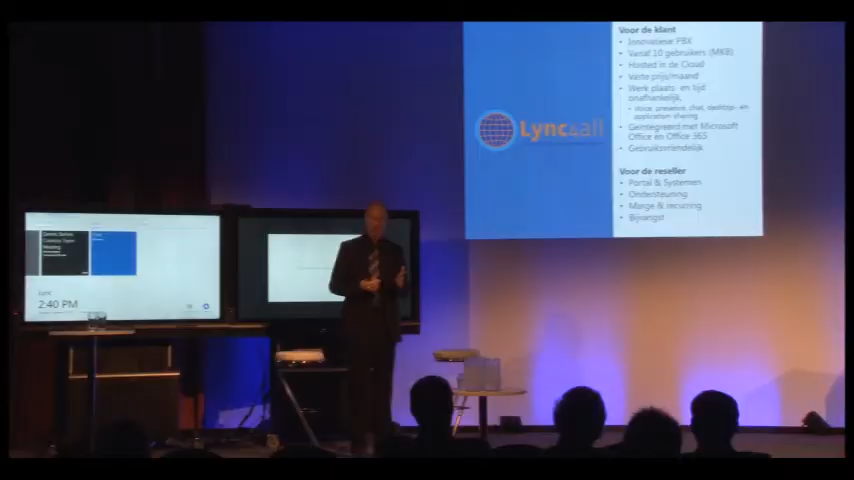 Voor de klant
Innovatieve PBX
Vanaf 10 gebruikers (MKB)
Hosted in de Cloud
Vaste prijs/maand
Werk plaats- en tijd
onafhankelijk,
Voice, presence, chat, desktop- en
application sharing
Geïntegreerd met Microsoft
Office en Office 365
Gebruiksvriendelijk
Lync4all
Voor de reseller
Portal & Systemen
Ondersteuning
Marge & recurring
Bijvangst
Meeting
Lync
2:40 PM